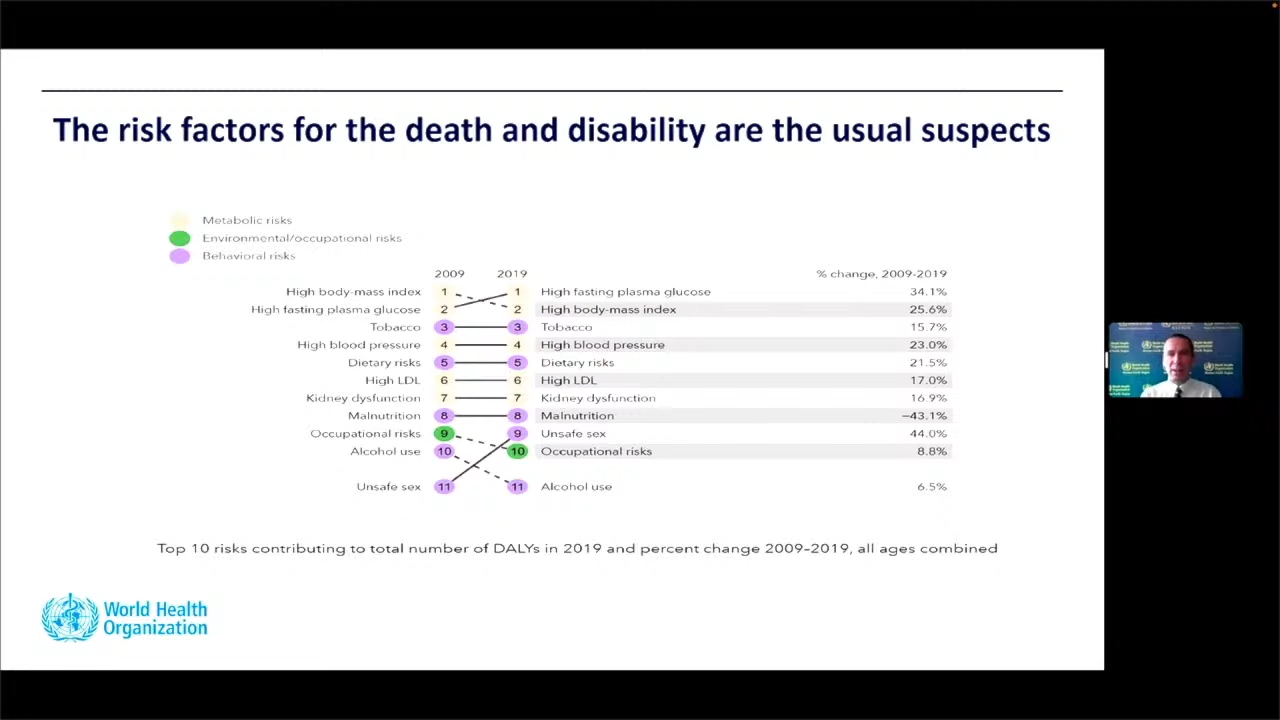 The risk factors for the death and disability are the usual suspects
Metabolic risks
Environmental/occupational risks
Behavioral risks
2009 2019 % change, 2009-2019
High body-mass index 1 1 High fasting plasma glucose 34.1%
High fasting plasma glucose 2 2 High body-mass index 25.6%
Tobacco 3 3 Tobacco 15.7%
High blood pressure 4 4 High blood pressure 23.0%
Dietary risks 5 5 Dietary risks 21.5%
High LDL 6 6 High LDL 17.0%
Kidney dysfunction 7 7 Kidney dysfunction 16.9%
Malnutrition 8 8 Malnutrition −43.1%
Occupational risks 9 9 Unsafe sex 44.0%
Alcohol use 10 10 Occupational risks 8.8%
Unsafe sex 11 11 Alcohol use 6.5%
Top 10 risks contributing to total number of DALYs in 2019 and percent change 2009–2019, all ages combined
World Health
Organization